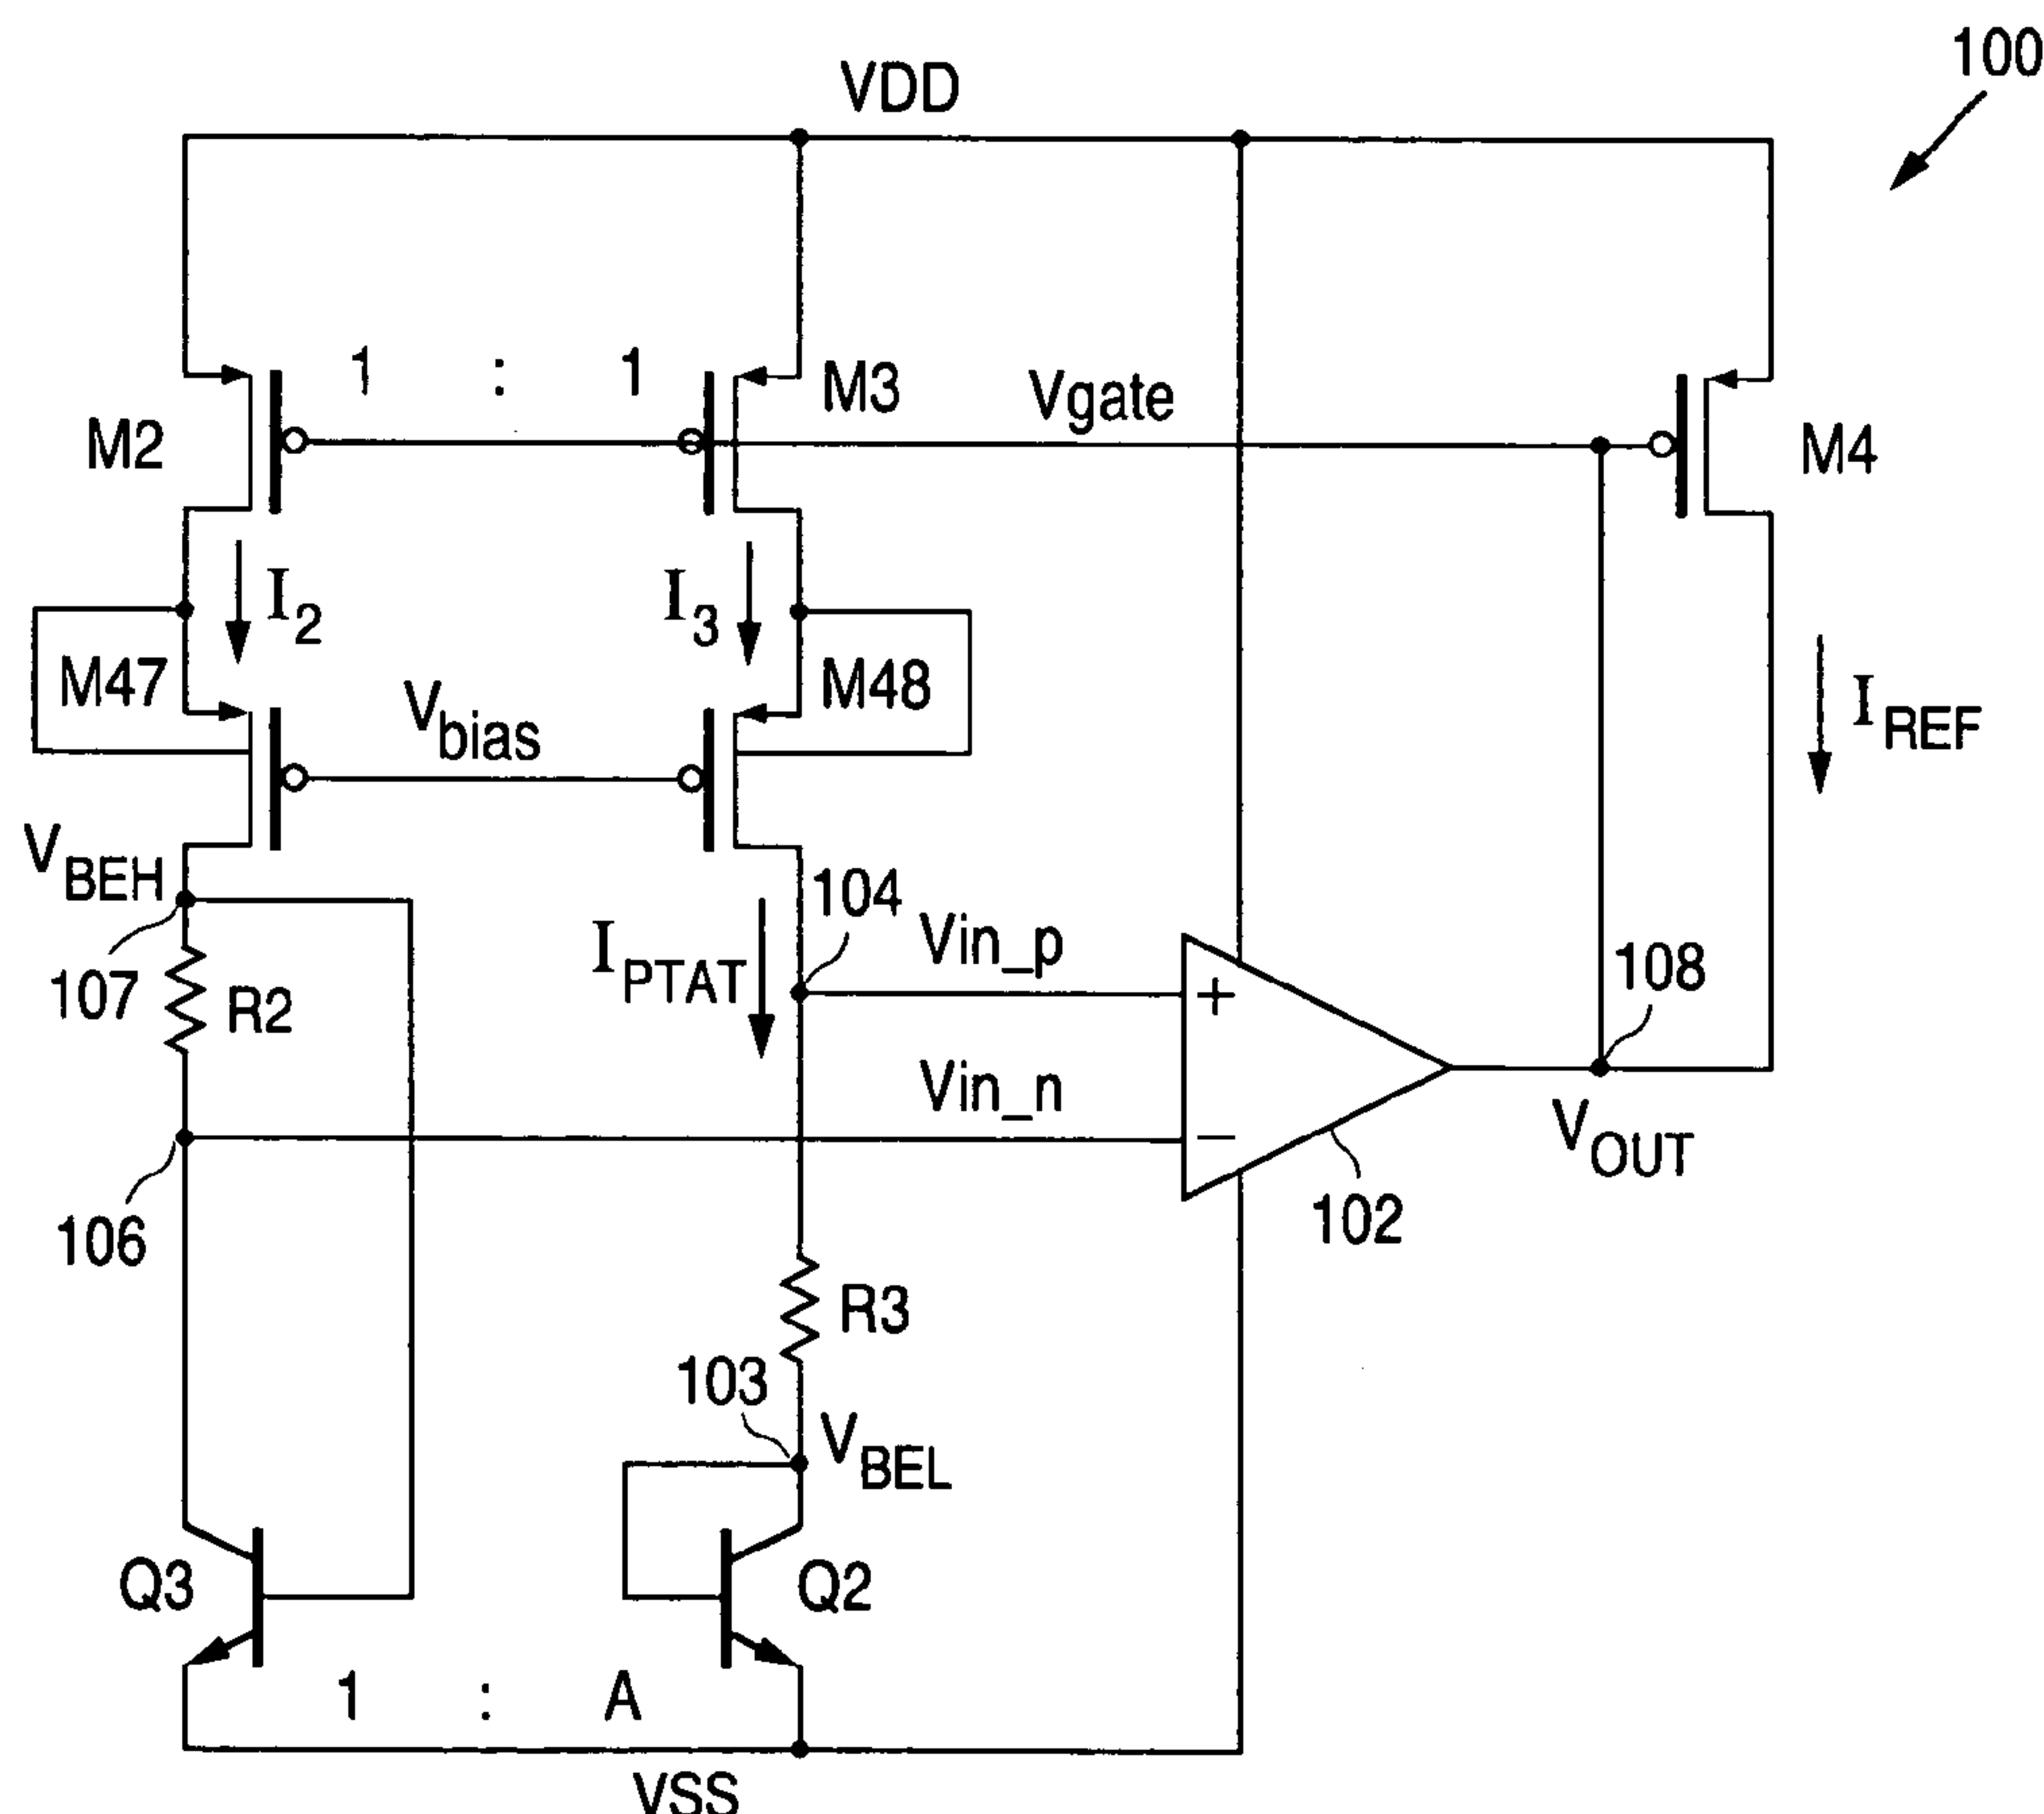 100
VDD
1 : 1
M3
Vgate
M2
M4
I2
I3
M47
M48
Vbias
IREF
VBEH
104
IPTAT
Vin_p
107
R2
108
Vin_n
VOUT
106
102
R3
103
VBEL
Q3
Q2
1 : A
VSS
+
−